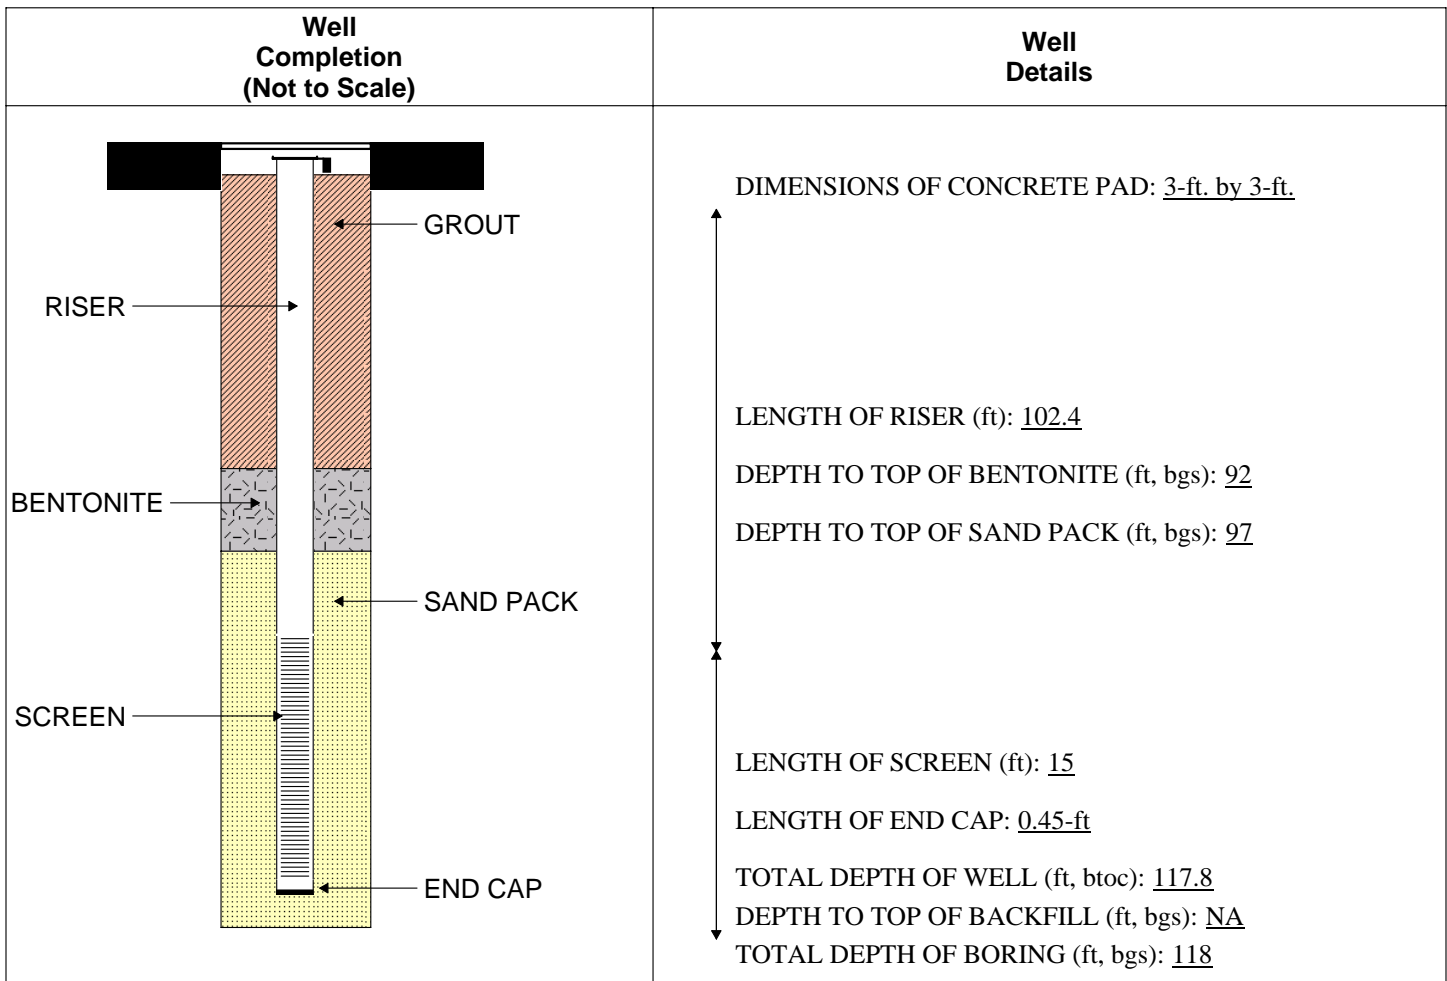 Well
Completion
(Not to Scale)
Well
Details
GROUT
RISER
BENTONITE
SAND PACK
SCREEN
END CAP
DIMENSIONS OF CONCRETE PAD: 3-ft. by 3-ft.
LENGTH OF RISER (ft): 102.4
DEPTH TO TOP OF BENTONITE (ft, bgs): 92
DEPTH TO TOP OF SAND PACK (ft, bgs): 97
LENGTH OF SCREEN (ft): 15
LENGTH OF END CAP: 0.45-ft
TOTAL DEPTH OF WELL (ft, btoc): 117.8
DEPTH TO TOP OF BACKFILL (ft, bgs): NA
TOTAL DEPTH OF BORING (ft, bgs): 118